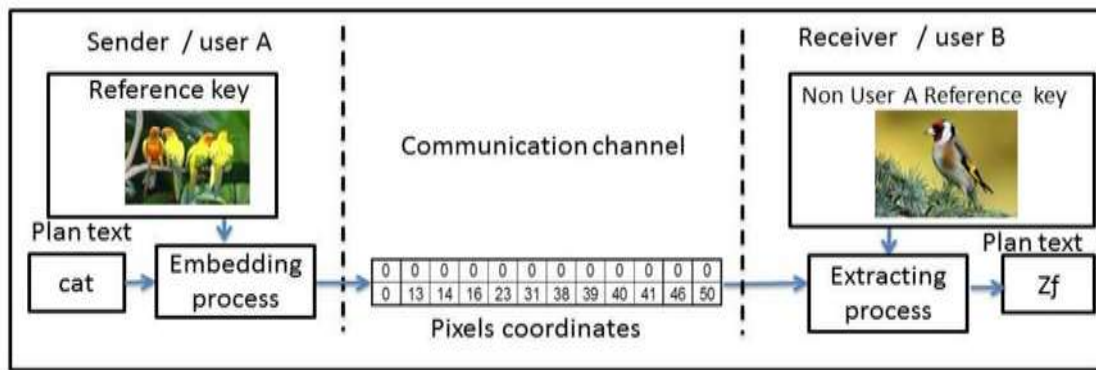 Sender / user A
Receiver / user B
Reference key
Non User A Reference key
Communication channel
Plan text
cat
Embedding
process
0 0 0 0 0 0 0 0 0 0 0 0
0 13 14 16 23 31 38 39 40 41 46 50
Pixels coordinates
Extracting
process
Plan text
Zƒ